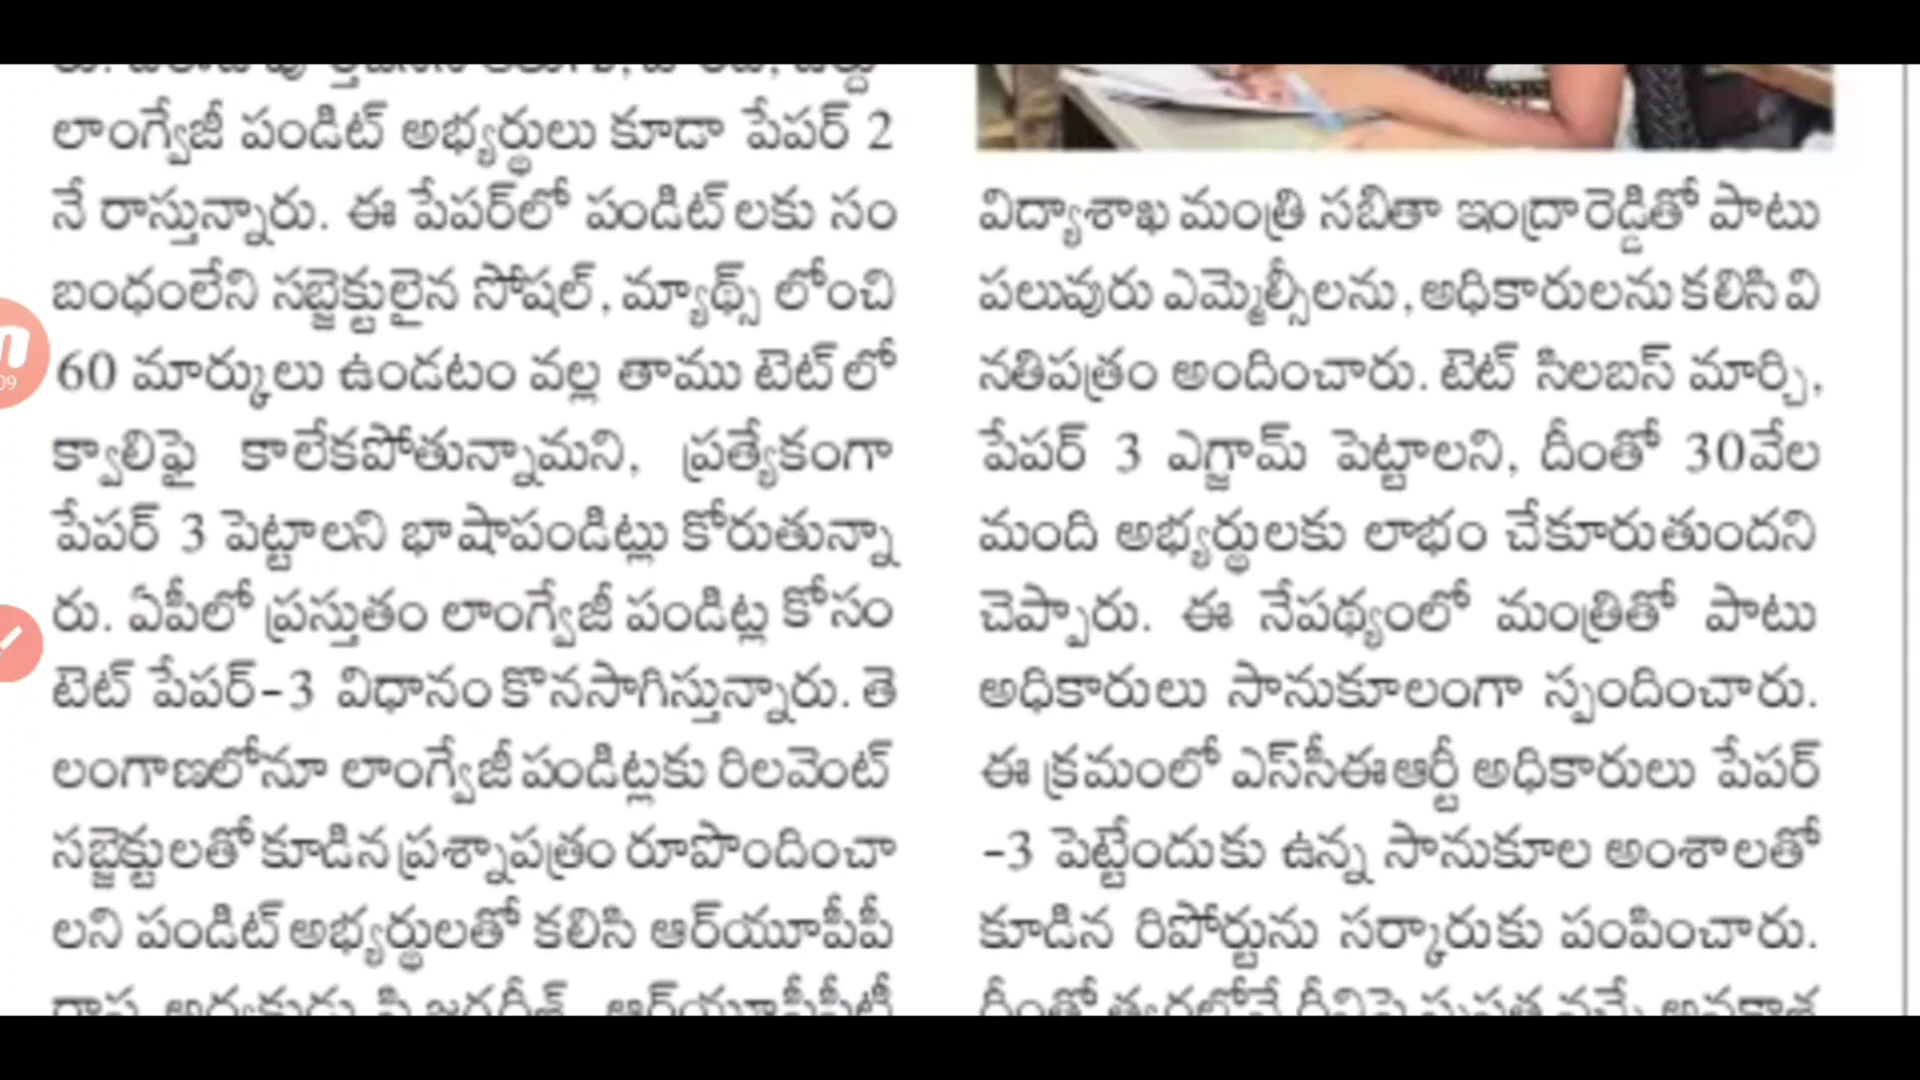 లాంగ్వేజీ పండిట్ అభ్యర్థులు కూడా పేపర్ 2
నే రాస్తున్నారు. ఈ పేపర్‌లో పండిట్ లకు సం
బంధంలేని సబ్జెక్టులైన సోషల్, మ్యాథ్స్ లోంచి
60 మార్కులు ఉండటం వల్ల తాము టెట్ లో
క్వాలిఫై కాలేకపోతున్నామని, ప్రత్యేకంగా
పేపర్ 3 పెట్టాలని భాషాపండిట్లు కోరుతున్నా
రు. ఏపీలో ప్రస్తుతం లాంగ్వేజీ పండిట్ల కోసం
టెట్ పేపర్-3 విధానం కొనసాగిస్తున్నారు. తె
లంగాణలోనూ లాంగ్వేజీ పండిట్లకు రిలవెంట్
సబ్జెక్టులతో కూడిన ప్రశ్నాపత్రం రూపొందించా
లని పండిట్ అభ్యర్థులతో కలిసి ఆర్‌యూపీపీ
విద్యాశాఖ మంత్రి సబితా ఇంద్రారెడ్డితో పాటు
పలువురు ఎమ్మెల్సీలను, అధికారులను కలిసి వి
నతిపత్రం అందించారు. టెట్ సిలబస్ మార్చి,
పేపర్ 3 ఎగ్జామ్ పెట్టాలని, దీంతో 30వేల
మంది అభ్యర్థులకు లాభం చేకూరుతుందని
చెప్పారు. ఈ నేపథ్యంలో మంత్రితో పాటు
అధికారులు సానుకూలంగా స్పందించారు.
ఈ క్రమంలో ఎస్‌సీఈఆర్టీ అధికారులు పేపర్
-3 పెట్టేందుకు ఉన్న సానుకూల అంశాలతో
కూడిన రిపోర్టును సర్కారుకు పంపించారు.
09